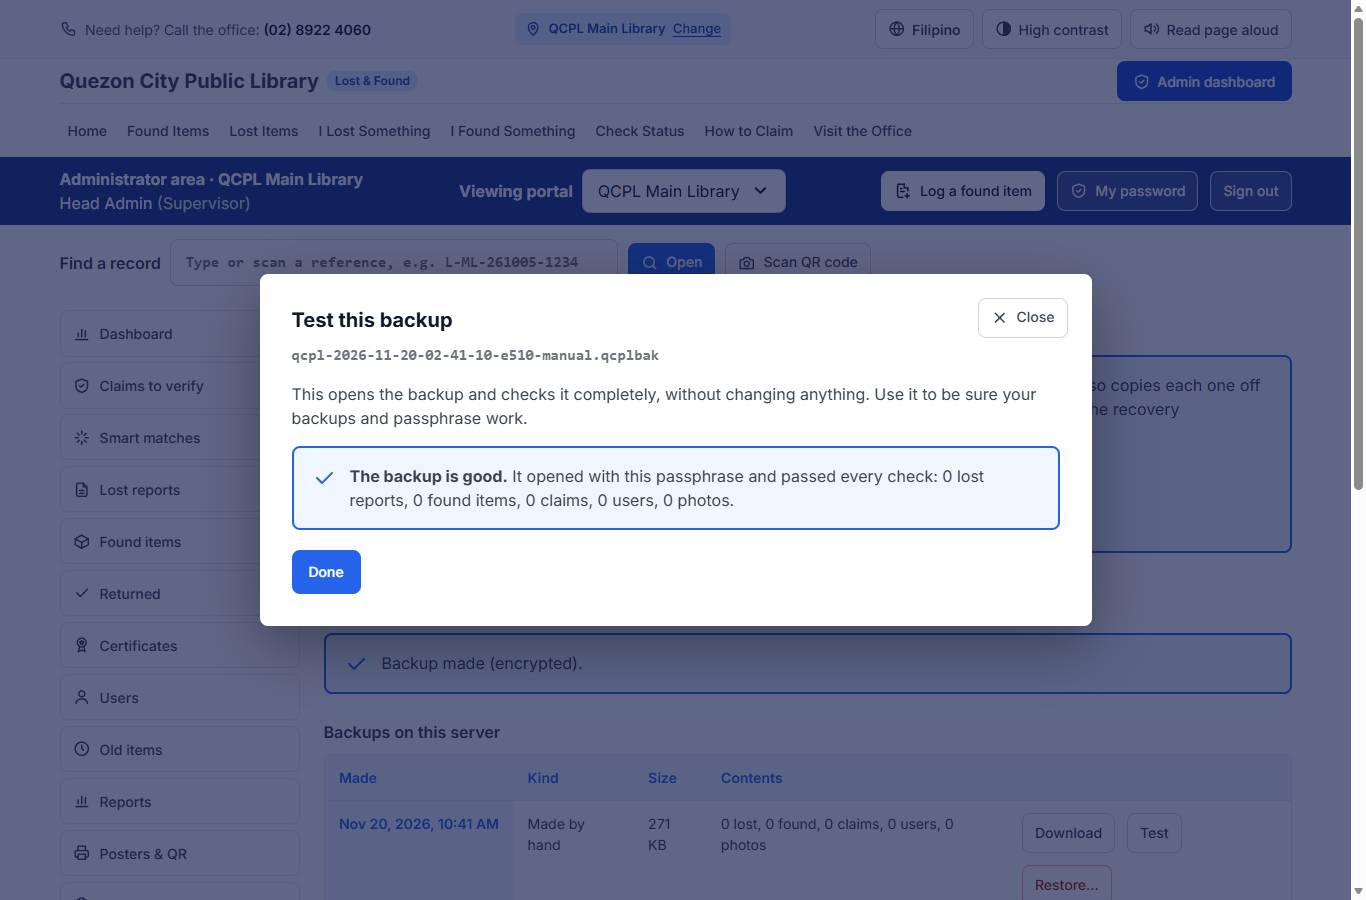 Need help? Call the office: (02) 8922 4060
QCPL Main Library Change
Filipino
High contrast
Read page aloud
Quezon City Public Library
Lost & Found
Admin dashboard
Home
Found Items
Lost Items
I Lost Something
I Found Something
Check Status
How to Claim
Visit the Office
Administrator area · QCPL Main Library
Head Admin (Supervisor)
Viewing portal
QCPL Main Library
Log a found item
My password
Sign out
Find a record
Type or scan a reference, e.g. L-ML-261005-1234
Open
Scan QR code
Test this backup
Close
qcpl-2026-11-20-02-41-10-e510-manual.qcplbak
This opens the backup and checks it completely, without changing anything. Use it to be sure your
backups and passphrase work.
The backup is good. It opened with this passphrase and passed every check: 0 lost
reports, 0 found items, 0 claims, 0 users, 0 photos.
Done
so copies each one off
recovery
Dashboard
Claims to verify
Smart matches
Lost reports
Found items
Returned
Certificates
Users
Old items
Reports
Posters & QR
Backup made (encrypted).
Backups on this server
Made
Kind
Size
Contents
Nov 20, 2026, 10:41 AM
Made by
hand
271
KB
0 lost, 0 found, 0 claims, 0 users, 0
photos
Download
Test
Restore...